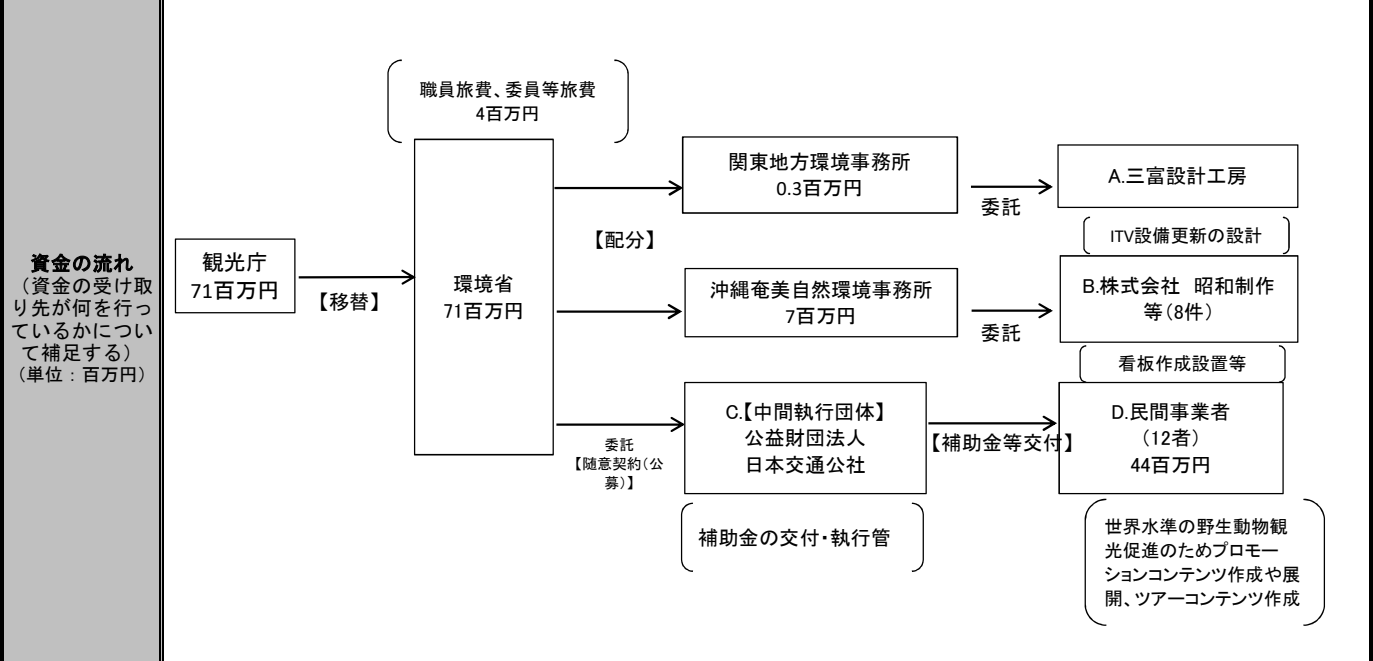 資金の流れ
（資金の受け取
り先が何を行っ
ているかについ
て補足する）
（単位：百万円）
観光庁
71百万円
【移替】
職員旅費、委員等旅費
4百万円
環境省
71百万円
【配分】
関東地方環境事務所
0.3百万円
委託
A.三富設計工房
ITV設備更新の設計
沖縄奄美自然環境事務所
7百万円
委託
B.株式会社　昭和制作
等（8件）
看板作成設置等
委託
【随意契約（公
募）】
C.【中間執行団体】
公益財団法人
日本交通公社
補助金の交付・執行管
【補助金等交付】
D.民間事業者
（12者）
44百万円
世界水準の野生動物観
光促進のためプロモー
ションコンテンツ作成や展
開、ツアーコンテンツ作成